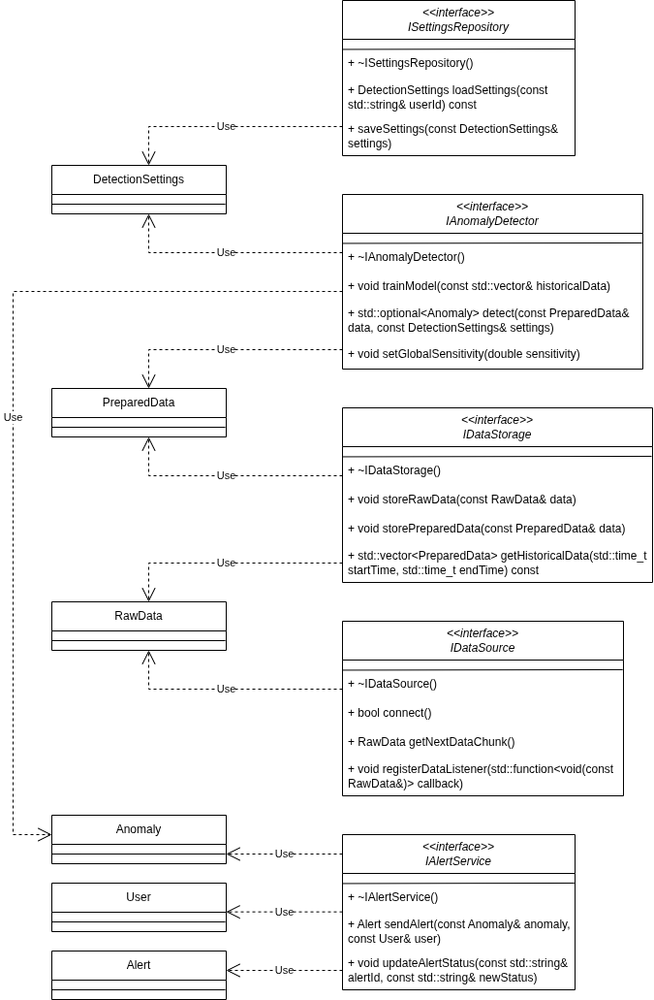 <<interface>>
ISettingsRepository
+ ~ISettingsRepository()
+ DetectionSettings loadSettings(const
std::string& userId) const
+ saveSettings(const DetectionSettings&
settings)
Use
DetectionSettings
Use
<<interface>>
IAnomalyDetector
+ ~IAnomalyDetector()
+ void trainModel(const std::vector& historicalData)
+ std::optional<Anomaly> detect(const PreparedData&
data, const DetectionSettings& settings)
+ void setGlobalSensitivity(double sensitivity)
Use
PreparedData
Use
Use
<<interface>>
IDataStorage
+ ~IDataStorage()
+ void storeRawData(const RawData& data)
+ void storePreparedData(const PreparedData& data)
+ std::vector<PreparedData> getHistoricalData(std::time_t
startTime, std::time_t endTime) const
Use
RawData
Use
<<interface>>
IDataSource
+ ~IDataSource()
+ bool connect()
+ RawData getNextDataChunk()
+ void registerDataListener(std::function<void(const
RawData&)> callback)
Anomaly
Use
User
Use
Alert
Use
<<interface>>
IAlertService
+ ~IAlertService()
+ Alert sendAlert(const Anomaly& anomaly,
const User& user)
+ void updateAlertStatus(const std::string&
alertId, const std::string& newStatus)